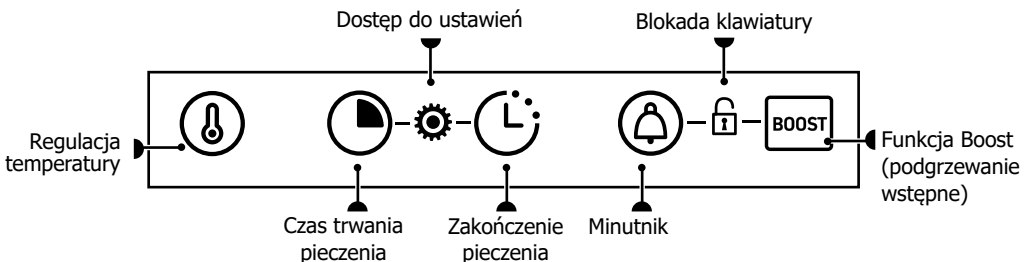 Dostęp do ustawień
Blokada klawiatury
BOOST
Regulacja
temperatury
Funkcja Boost
(podgrzewanie
wstępne)
Czas trwania
pieczenia
Zakończenie
pieczenia
Minutnik